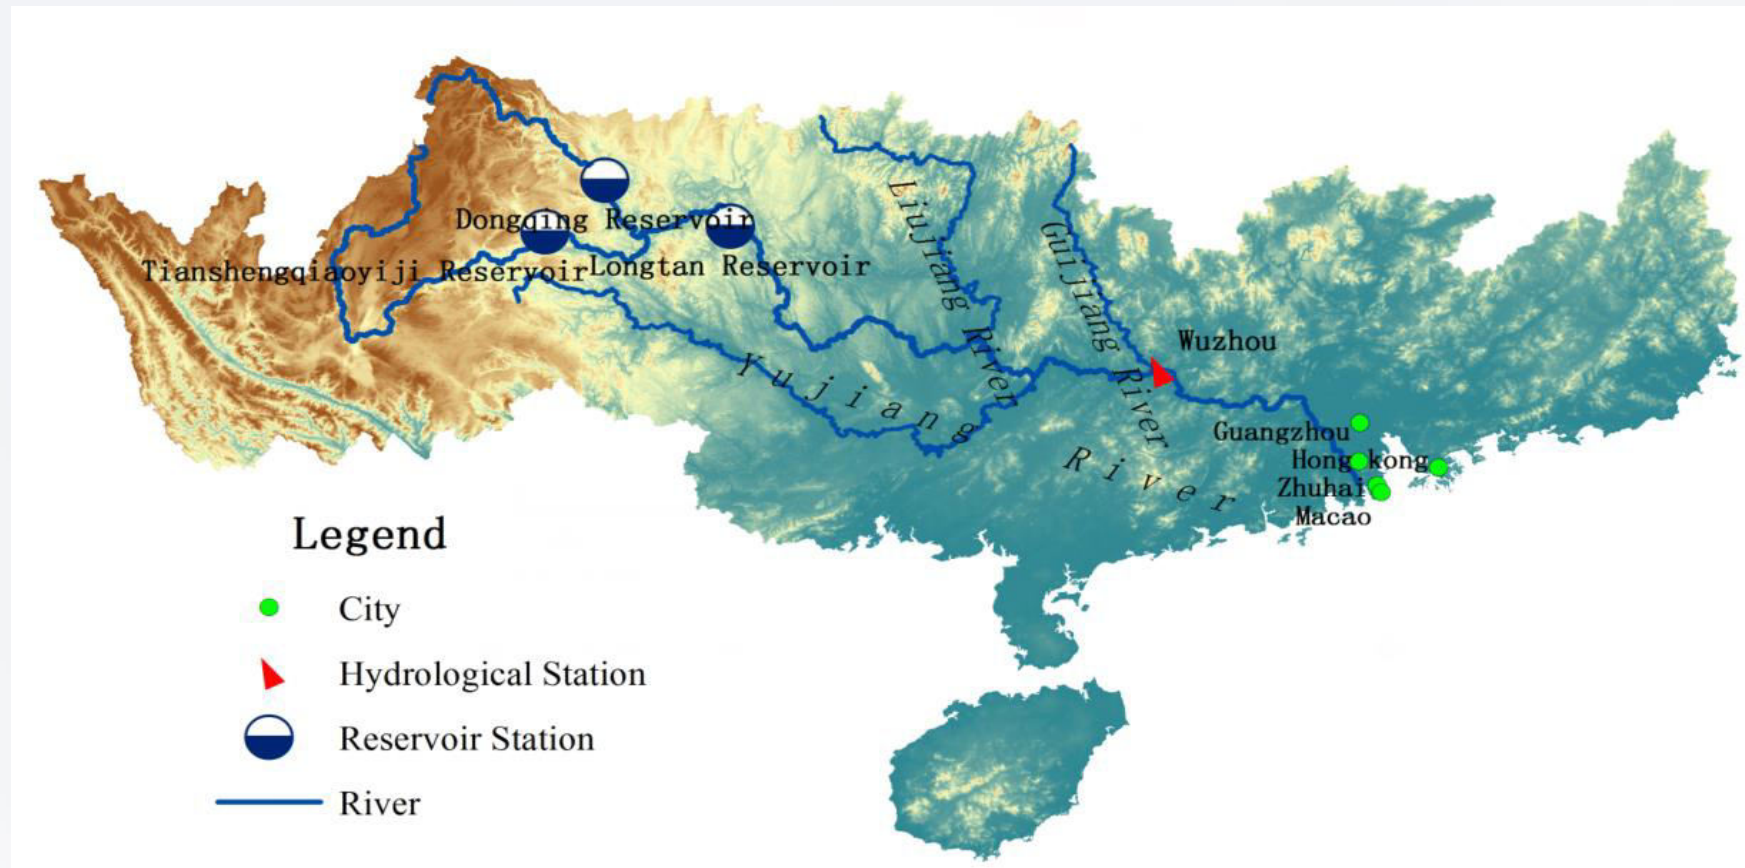 Dongqing Reservoir
Tianshengqiaoyiji Reservoir
Longtan Reservoir
Liujiang River
Guijiang River
Yujiang River
Wuzhou
Guangzhou
Hong kong
Zhuhai
Macao
Legend
City
Hydrological Station
Reservoir Station
River